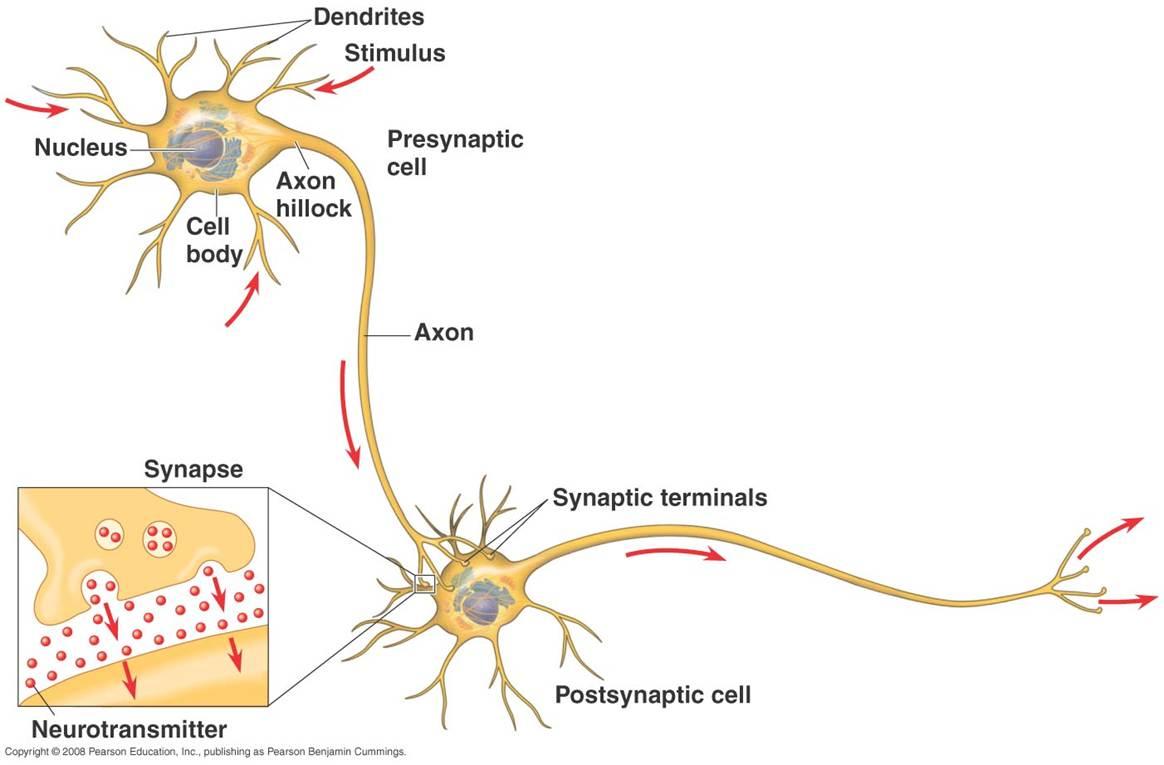 Dendrites
Stimulus
Nucleus
Presynaptic
cell
Axon
hillock
Cell
body
Axon
Synapse
Synaptic terminals
Postsynaptic cell
Neurotransmitter
Copyright © 2008 Pearson Education, Inc., publishing as Pearson Benjamin Cummings.